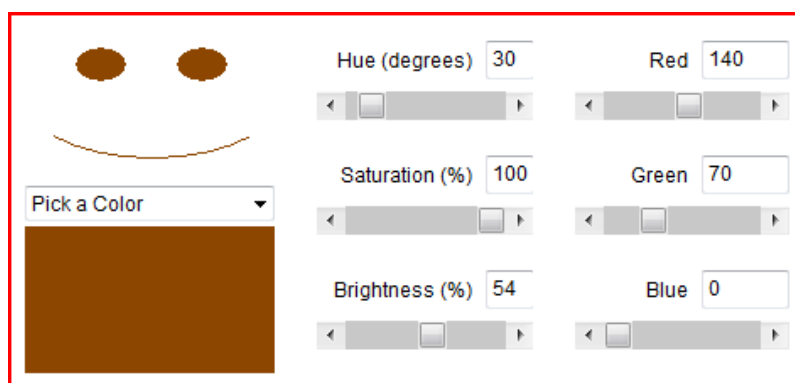 Hue (degrees) 30 Red 140
Saturation (%) 100 Green 70
Pick a Color
Brightness (%) 54 Blue 0